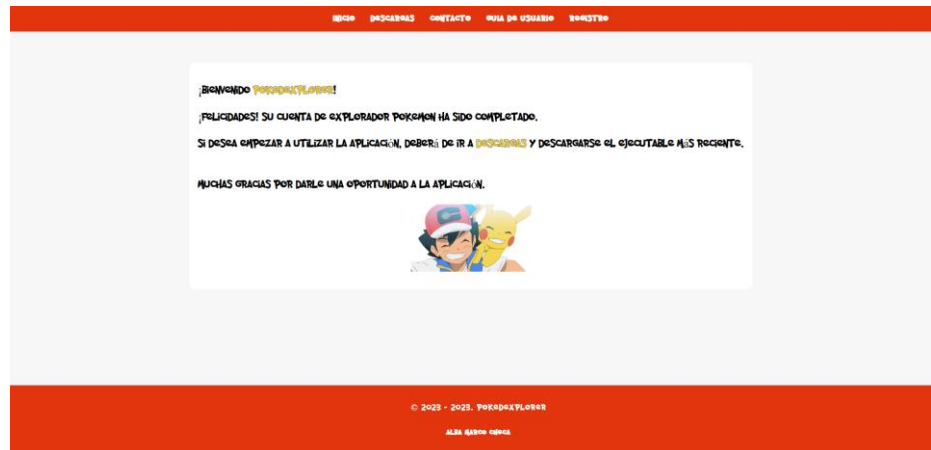 INICIO DESCARGAS CONTACTO GUIA DE USUARIO REGISTRO
¡BIENVENIDO POKEDEXPLORER!
¡FELICIDADES! SU CUENTA DE EXPLORADOR POKEMON HA SIDO COMPLETADO.
SI DESEA EMPEZAR A UTILIZAR LA APLICACIÓN, DEBERÁ DE IR A DESCARGAS Y DESCARGARSE EL EJECUTABLE MÁS RECIENTE.
MUCHAS GRACIAS POR DARLE UNA OPORTUNIDAD A LA APLICACIÓN.
© 2023 - 2023. POKEDEXPLORER
ALBA MARCO CHECA